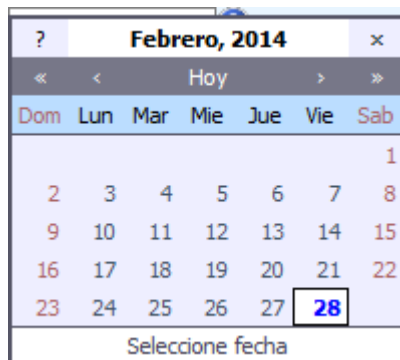 ? Febrero, 2014 ×
« ‹ Hoy › »
Dom Lun Mar Mie Jue Vie Sab
1
2 3 4 5 6 7 8
9 10 11 12 13 14 15
16 17 18 19 20 21 22
23 24 25 26 27 28
Seleccione fecha